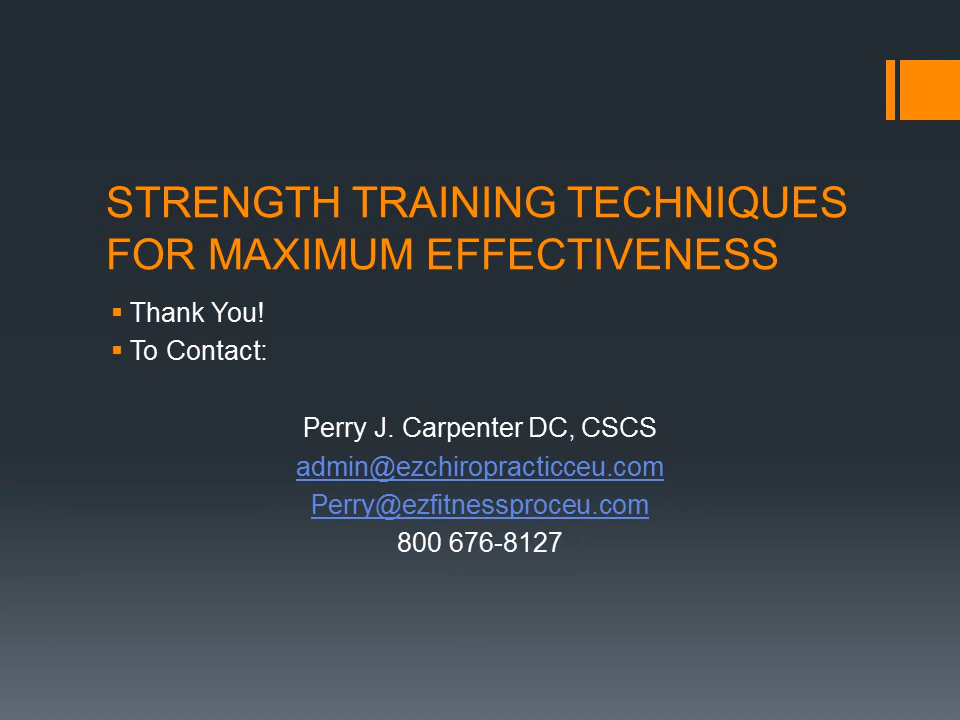 STRENGTH TRAINING TECHNIQUES
FOR MAXIMUM EFFECTIVENESS
▪ Thank You!
▪ To Contact:
Perry J. Carpenter DC, CSCS
admin@ezchiropracticceu.com
Perry@ezfitnessproceu.com
800 676-8127